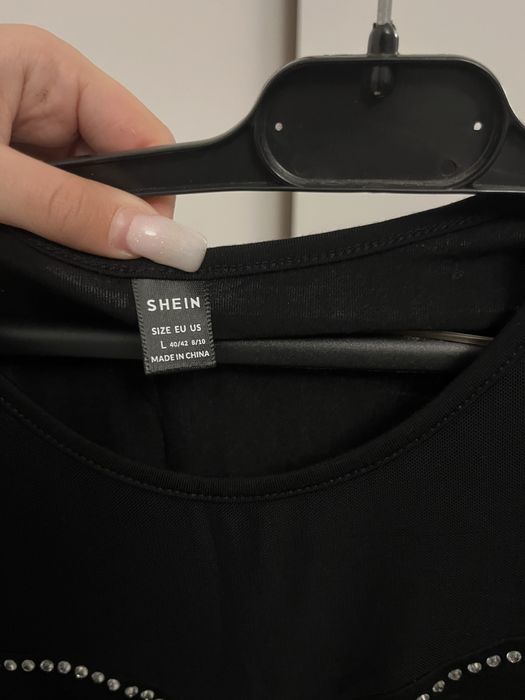 SHEIN
SIZE EU US
L 40/42 8/10
MADE IN CHINA